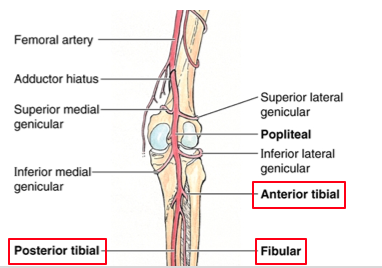 Femoral artery
Adductor hiatus
Superior medial
genicular
Inferior medial
genicular
Posterior tibial
Superior lateral
genicular
Popliteal
Inferior lateral
genicular
Anterior tibial
Fibular